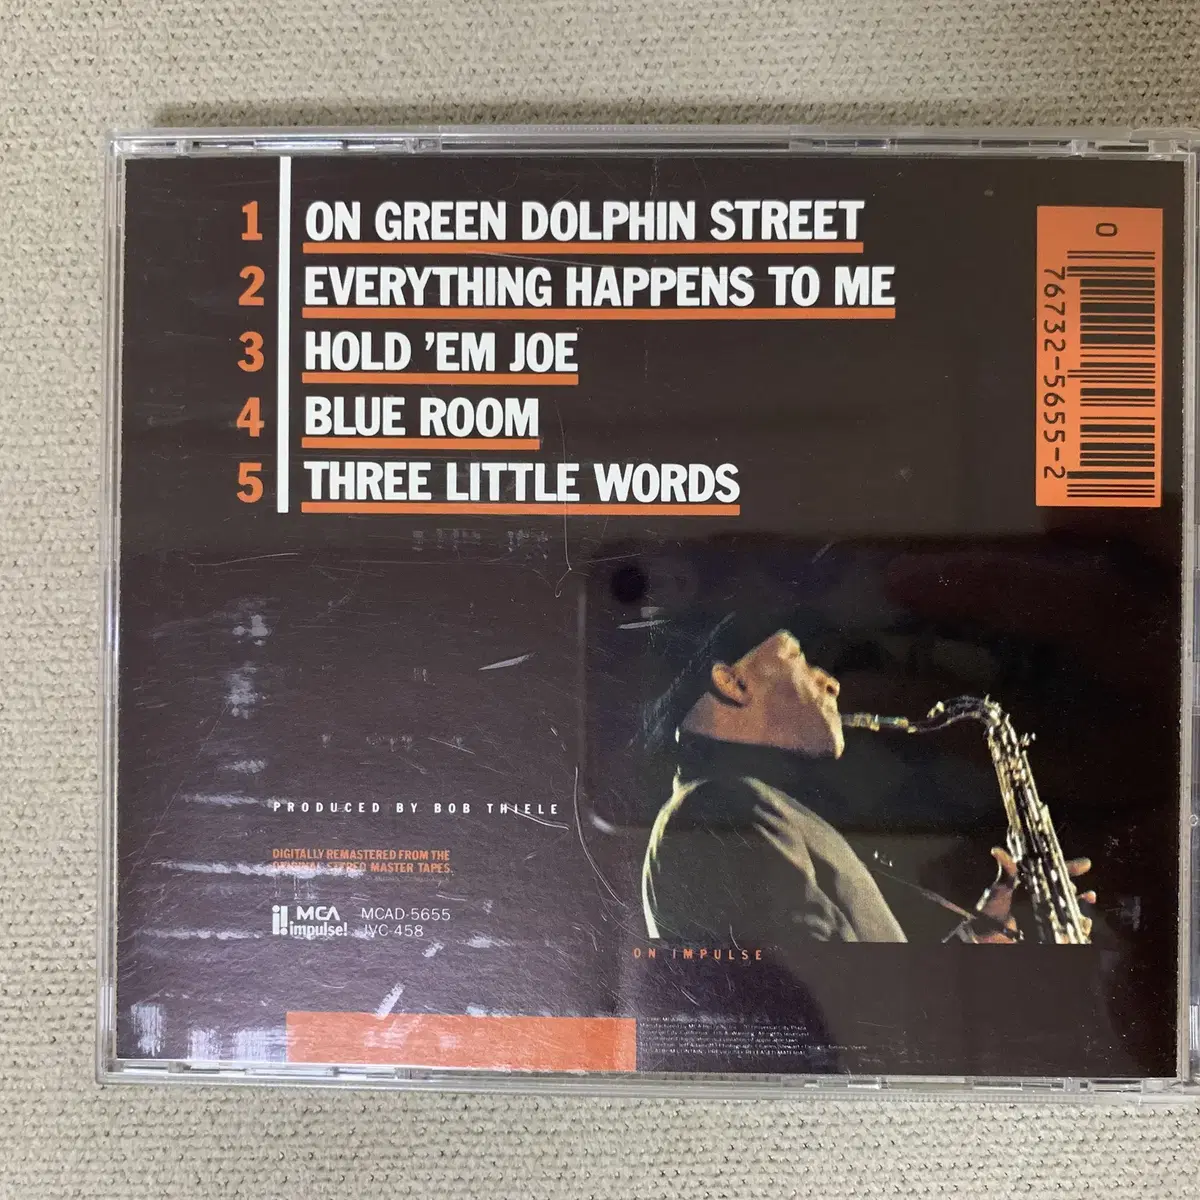 1 ON GREEN DOLPHIN STREET
2 EVERYTHING HAPPENS TO ME
3 HOLD 'EM JOE
4 BLUE ROOM
5 THREE LITTLE WORDS
0 76732-5655-2
PRODUCED BY BOB THIELE
DIGITALLY REMASTERED FROM THE
ORIGINAL STEREO MASTER TAPES.
MCA
impulse!
MCAD-5655
JVC-458
ON IMPULSE